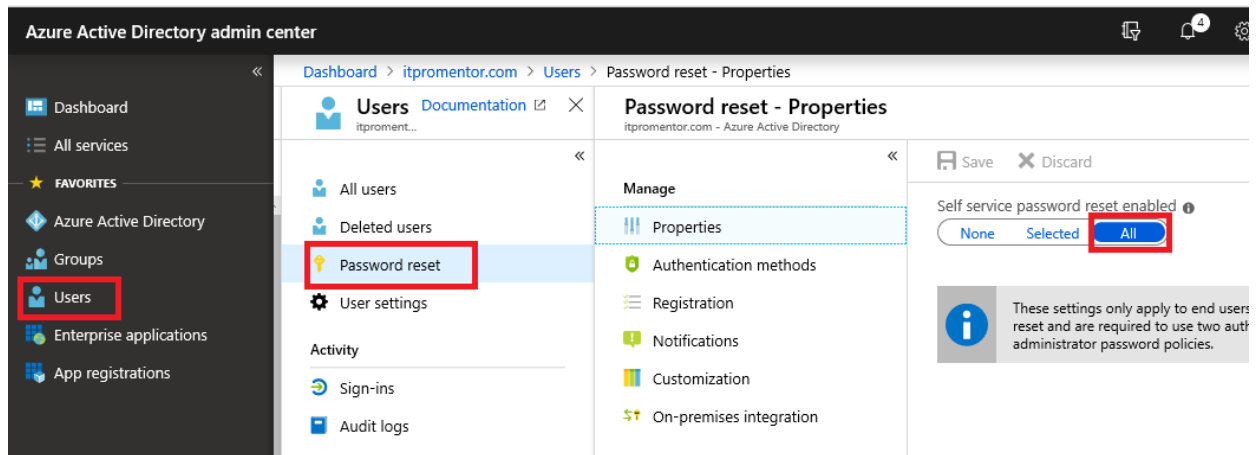 Azure Active Directory admin center
4
«
Dashboard
All services
FAVORITES
Azure Active Directory
Groups
Users
Enterprise applications
App registrations
Dashboard > itpromentor.com > Users > Password reset - Properties
Users Documentation
itproment...
«
All users
Deleted users
Password reset
User settings
Activity
Sign-ins
Audit logs
Password reset - Properties
itpromentor.com - Azure Active Directory
«
Manage
Properties
Authentication methods
Registration
Notifications
Customization
On-premises integration
Save Discard
Self service password reset enabled
None Selected All
These settings only apply to end users
reset and are required to use two auth
administrator password policies.